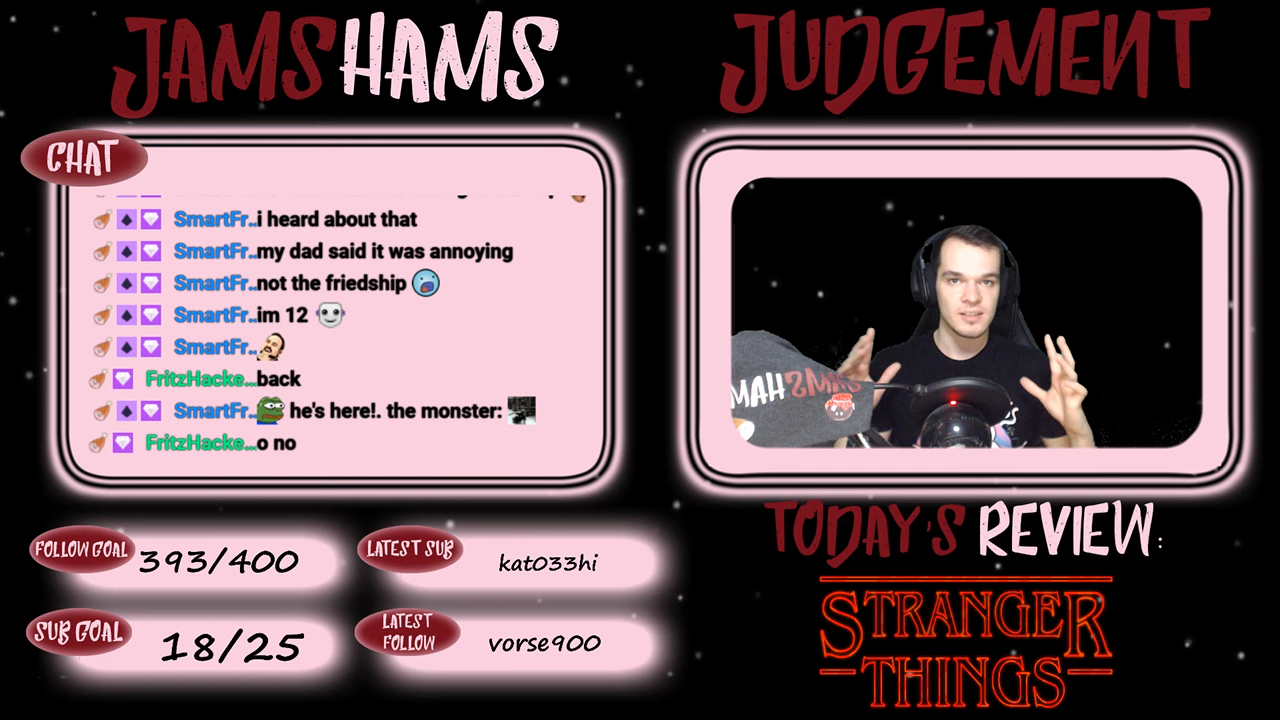 JAMSHAMS
JUDGEMENT
CHAT
SmartFr..i heard about that
SmartFr..my dad said it was annoying
SmartFr..not the friedship
SmartFr..im 12
SmartFr..
FritzHacke...back
SmartFr.. he's here!. the monster:
FritzHacke...o no
HAMSMAJ
FOLLOW GOAL
393/400
LATEST SUB
kat033hi
SUB GOAL
18/25
LATEST
FOLLOW
vorse900
TODAY'S REVIEW:
STRANGER
THINGS